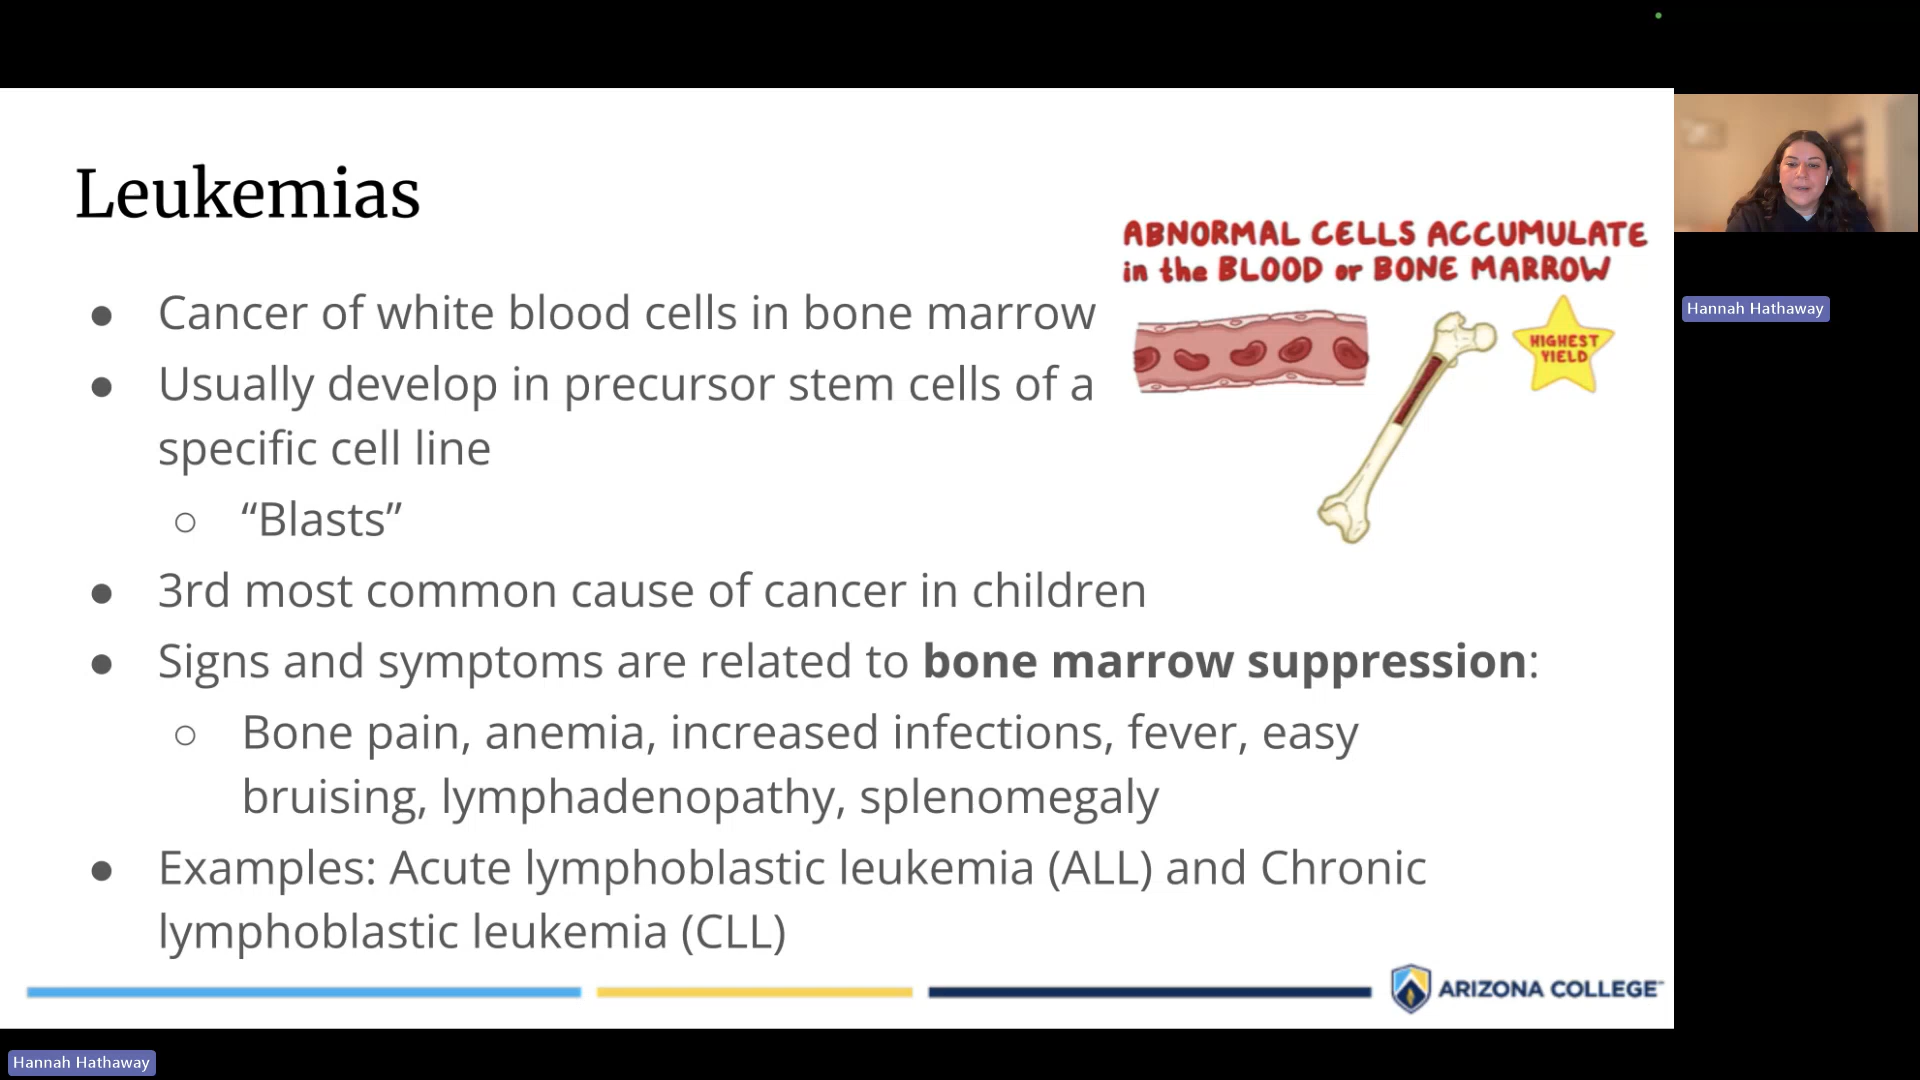 Leukemias
ABNORMAL CELLS ACCUMULATE
in the BLOOD or BONE MARROW
HIGHEST
YIELD
● Cancer of white blood cells in bone marrow
● Usually develop in precursor stem cells of a
specific cell line
○ “Blasts”
● 3rd most common cause of cancer in children
● Signs and symptoms are related to bone marrow suppression:
○ Bone pain, anemia, increased infections, fever, easy
bruising, lymphadenopathy, splenomegaly
● Examples: Acute lymphoblastic leukemia (ALL) and Chronic
lymphoblastic leukemia (CLL)
ARIZONA COLLEGE
Hannah Hathaway
Hannah Hathaway